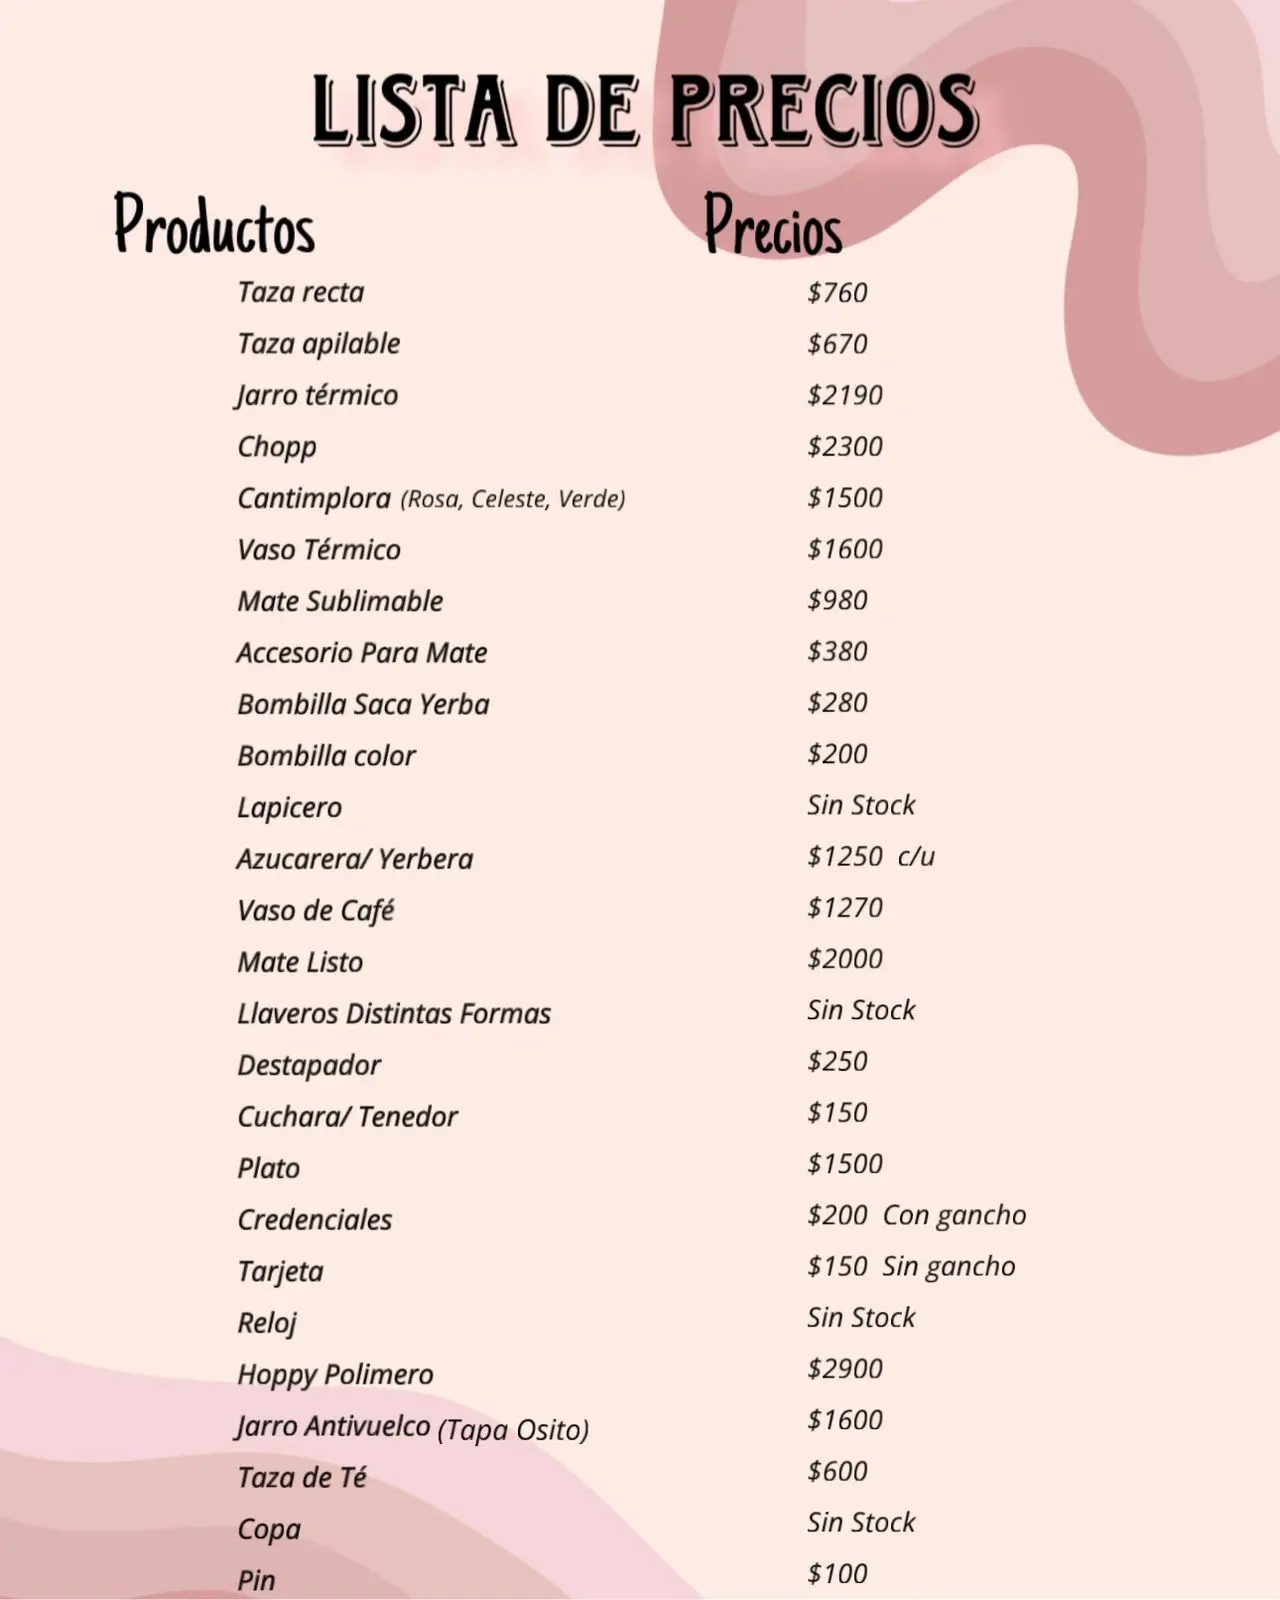 LISTA DE PRECIOS
Productos Precios
Taza recta $760
Taza apilable $670
Jarro térmico $2190
Chopp $2300
Cantimplora (Rosa, Celeste, Verde) $1500
Vaso Térmico $1600
Mate Sublimable $980
Accesorio Para Mate $380
Bombilla Saca Yerba $280
Bombilla color $200
Lapicero Sin Stock
Azucarera/ Yerbera $1250 c/u
Vaso de Café $1270
Mate Listo $2000
Llaveros Distintas Formas Sin Stock
Destapador $250
Cuchara/ Tenedor $150
Plato $1500
Credenciales $200 Con gancho
Tarjeta $150 Sin gancho
Reloj Sin Stock
Hoppy Polimero $2900
Jarro Antivuelco (Tapa Osito) $1600
Taza de Té $600
Copa Sin Stock
Pin $100